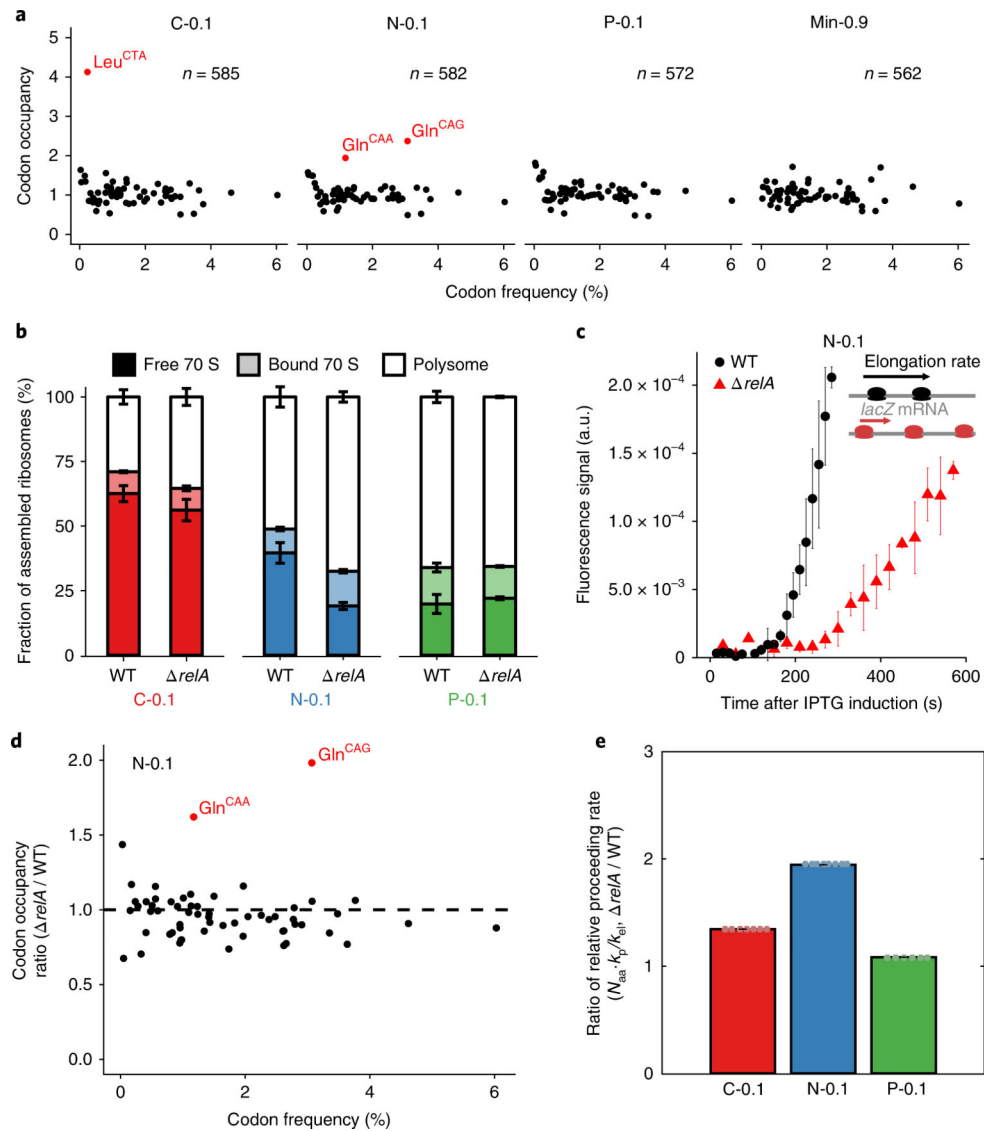 a
C-0.1 N-0.1 P-0.1 Min-0.9
5
4
3
2
1
0
Codon occupancy
Leu^CTA
n = 585
Gln^CAA
Gln^CAG
n = 582
n = 572
n = 562
0 2 4 6 0 2 4 6 0 2 4 6 0 2 4 6
Codon frequency (%)
b
Free 70 S Bound 70 S Polysome
Fraction of assembled ribosomes (%)
100
75
50
25
0
WT ΔrelA WT ΔrelA WT ΔrelA
C-0.1 N-0.1 P-0.1
c
N-0.1
WT
ΔrelA
Elongation rate
lacZ mRNA
Fluorescence signal (a.u.)
2.0 × 10⁻⁴
1.0 × 10⁻⁴
5.0 × 10⁻³
0
0 200 400 600
Time after IPTG induction (s)
d
N-0.1
Gln^CAG
Gln^CAA
Codon occupancy
ratio (ΔrelA / WT)
2.0
1.5
1.0
0.5
0.0
0 2 4 6
Codon frequency (%)
e
Ratio of relative proceeding rate
(N_aa·k_p/k_el, ΔrelA / WT)
3
2
1
0
C-0.1 N-0.1 P-0.1